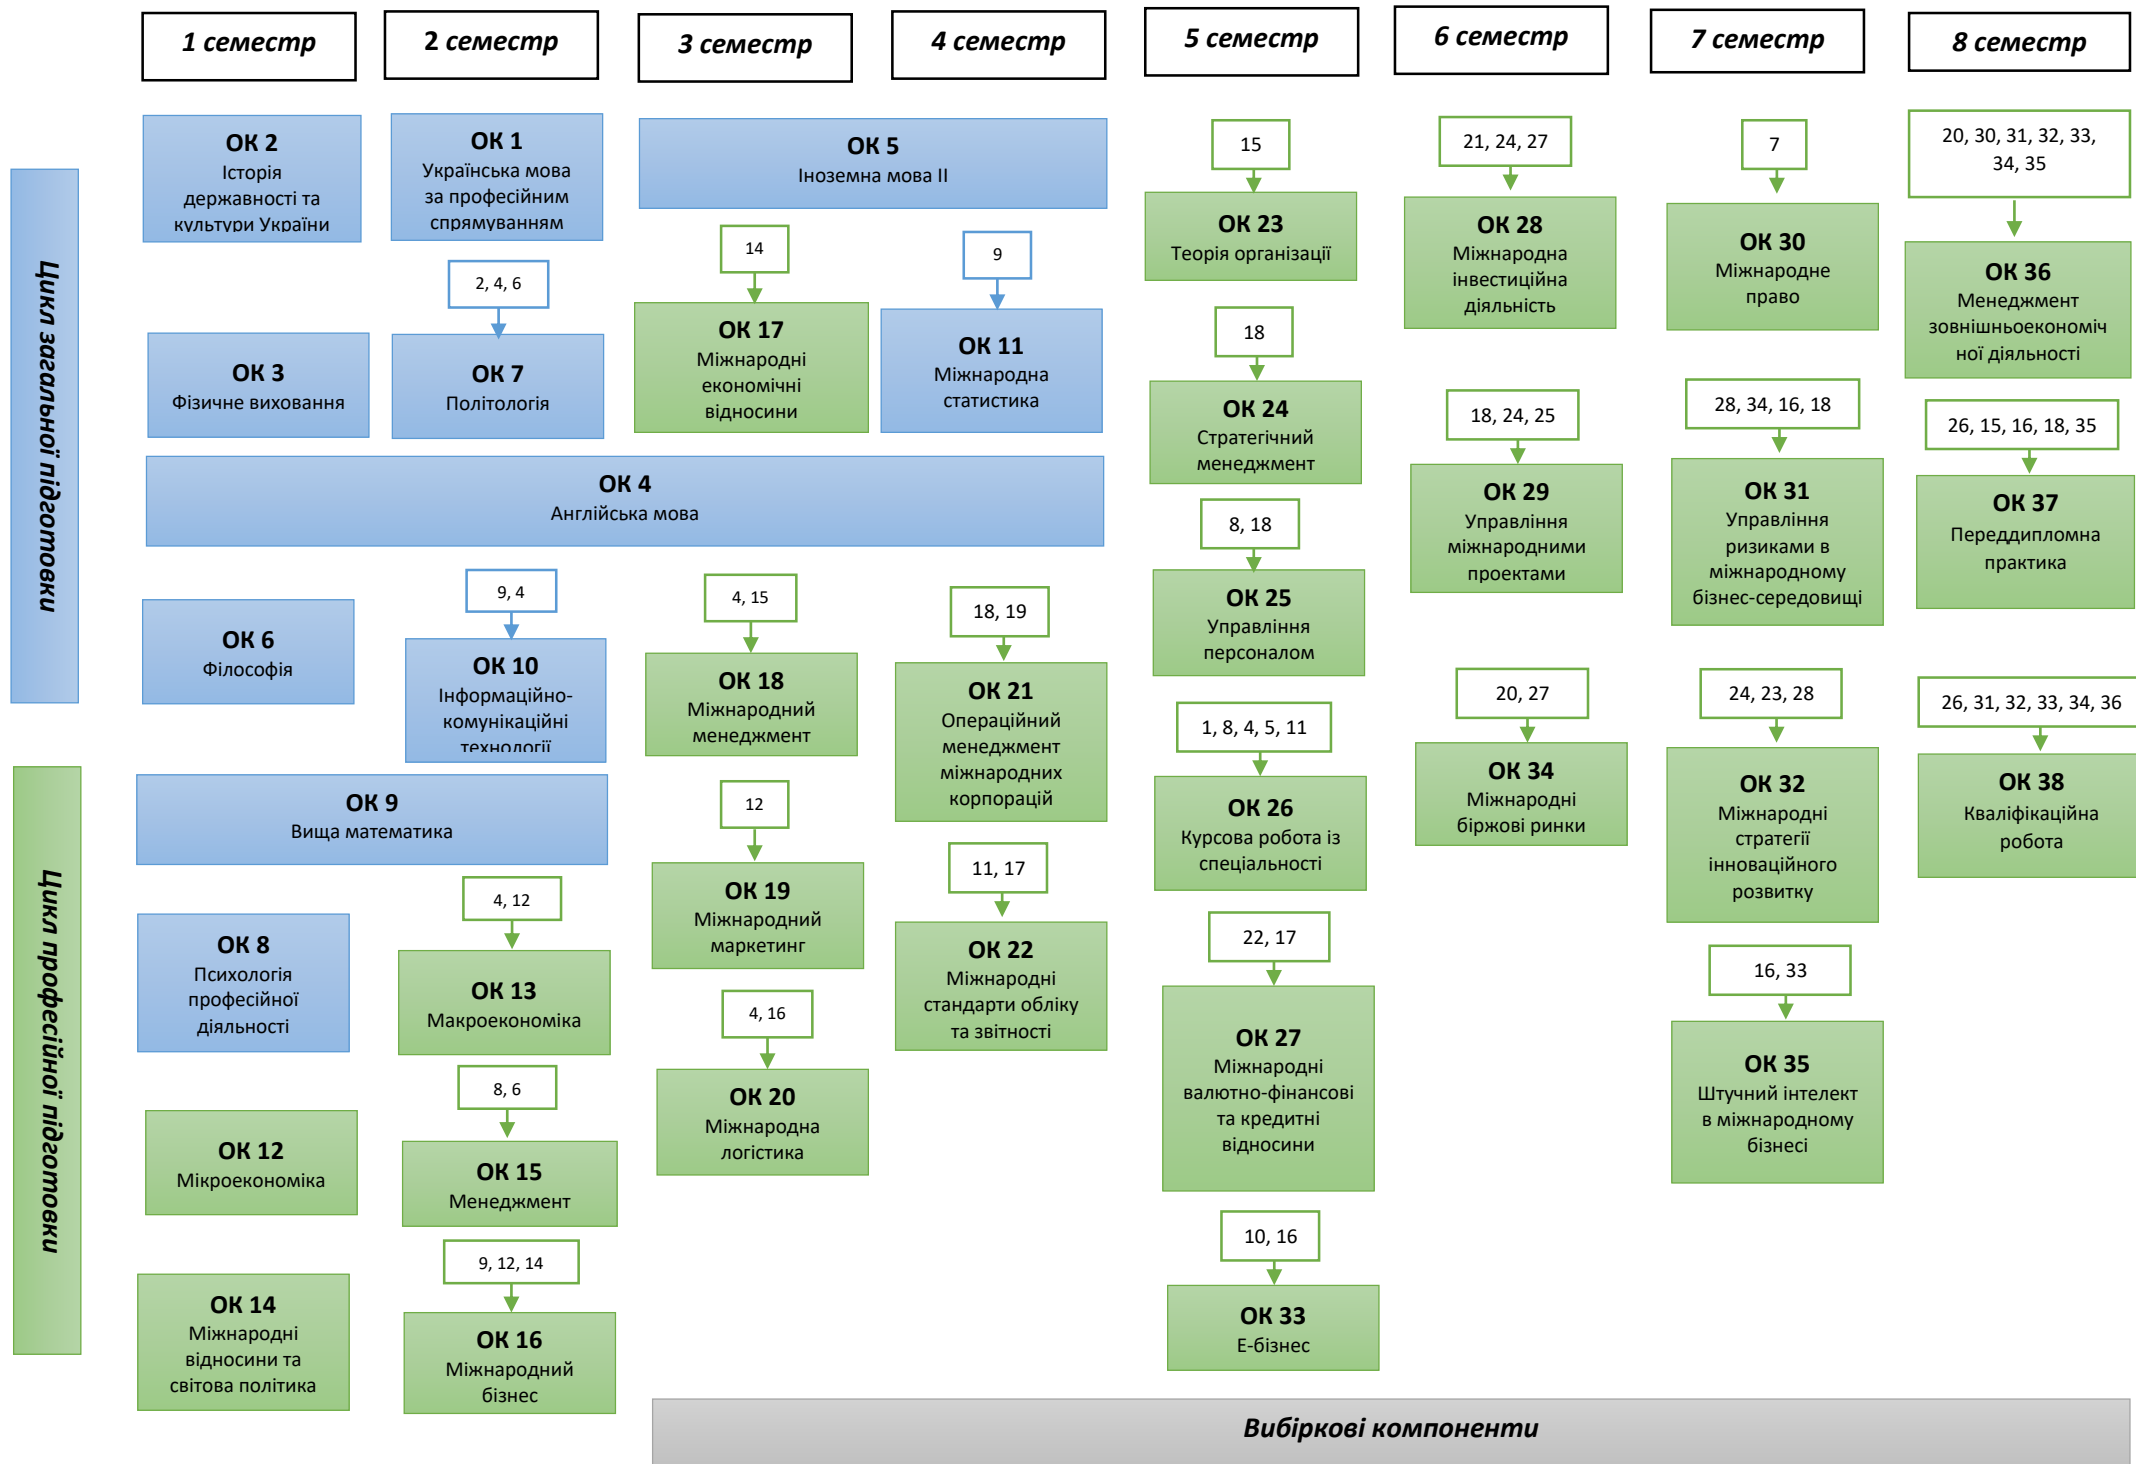 1 семестр
2 семестр
3 семестр
4 семестр
5 семестр
6 семестр
7 семестр
8 семестр
Цикл загальної підготовки
Цикл професійної підготовки
ОК 2
Історія
державності та
культури України
ОК 3
Фізичне виховання
ОК 4
Англійська мова
ОК 6
Філософія
ОК 9
Вища математика
ОК 8
Психологія
професійної
діяльності
ОК 12
Мікроекономіка
ОК 14
Міжнародні
відносини та
світова політика
ОК 1
Українська мова
за професійним
спрямуванням
2, 4, 6
ОК 7
Політологія
9, 4
ОК 10
Інформаційно-
комунікаційні
технології
4, 12
ОК 13
Макроекономіка
8, 6
ОК 15
Менеджмент
9, 12, 14
ОК 16
Міжнародний
бізнес
ОК 5
Іноземна мова ІІ
14
ОК 17
Міжнародні
економічні
відносини
4, 15
ОК 18
Міжнародний
менеджмент
12
ОК 19
Міжнародний
маркетинг
4, 16
ОК 20
Міжнародна
логістика
9
ОК 11
Міжнародна
статистика
18, 19
ОК 21
Операційний
менеджмент
міжнародних
корпорацій
11, 17
ОК 22
Міжнародні
стандарти обліку
та звітності
15
ОК 23
Теорія організації
18
ОК 24
Стратегічний
менеджмент
8, 18
ОК 25
Управління
персоналом
1, 8, 4, 5, 11
ОК 26
Курсова робота із
спеціальності
22, 17
ОК 27
Міжнародні
валютно-фінансові
та кредитні
відносини
10, 16
ОК 33
Е-бізнес
21, 24, 27
ОК 28
Міжнародна
інвестиційна
діяльність
18, 24, 25
ОК 29
Управління
міжнародними
проектами
20, 27
ОК 34
Міжнародні
біржові ринки
7
ОК 30
Міжнародне
право
28, 34, 16, 18
ОК 31
Управління
ризиками в
міжнародному
бізнес-середовищі
24, 23, 28
ОК 32
Міжнародні
стратегії
інноваційного
розвитку
16, 33
ОК 35
Штучний інтелект
в міжнародному
бізнесі
20, 30, 31, 32, 33,
34, 35
ОК 36
Менеджмент
зовнішньоекономіч
ної діяльності
26, 15, 16, 18, 35
ОК 37
Переддипломна
практика
26, 31, 32, 33, 34, 36
ОК 38
Кваліфікаційна
робота
Вибіркові компоненти